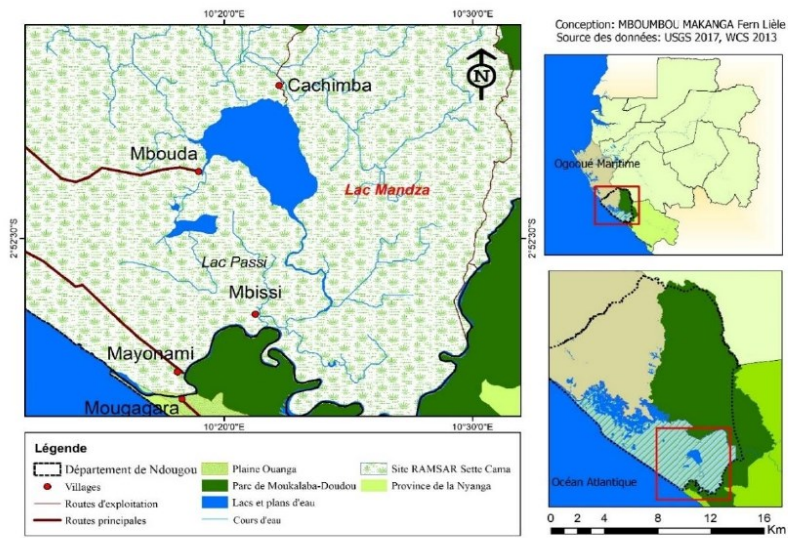 Conception: MBOUMBOU MAKANGA Fern Lièle
Source des données: USGS 2017, WCS 2013
10°20'0"E
10°30'0"E
N
Cachimba
Mbouda
Lac Mandza
2°52'30"S
2°52'30"S
Lac Passi
Mbissi
Mayonami
Mougagara
10°20'0"E
10°30'0"E
Ogooué Maritime
Océan Atlantique
Légende
Département de Ndougou
Plaine Ouanga
Site RAMSAR Sette Cama
Villages
Parc de Moukalaba-Doudou
Province de la Nyanga
Routes d'exploitation
Lacs et plans d'eau
Routes principales
Cours d'eau
0 2 4 8 12 16
Km